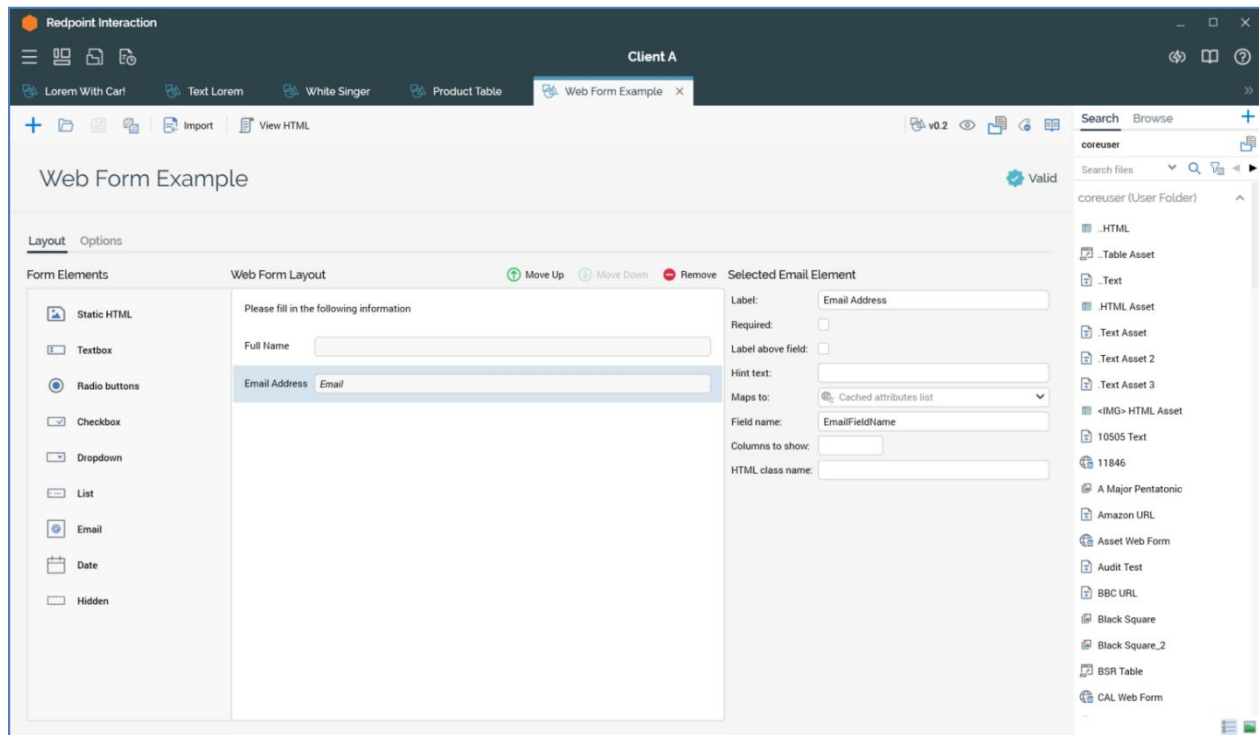 Redpoint Interaction
Client A
Lorem With Car! Text Lorem White Singer Product Table Web Form Example
Import View HTML v0.2
Web Form Example
Valid
Layout Options
Form Elements
Static HTML
Textbox
Radio buttons
Checkbox
Dropdown
List
Email
Date
Hidden
Web Form Layout Move Up Move Down Remove
Please fill in the following information
Full Name
Email Address Email
Selected Email Element
Label: Email Address
Required:
Label above field:
Hint text:
Maps to: Cached attributes list
Field name: EmailFieldName
Columns to show:
HTML class name:
Search Browse
coreuser
Search files
coreuser (User Folder)
..HTML
..Table Asset
..Text
.HTML Asset
.Text Asset
.Text Asset 2
.Text Asset 3
<IMG> HTML Asset
10505 Text
11846
A Major Pentatonic
Amazon URL
Asset Web Form
Audit Test
BBC URL
Black Square
Black Square_2
BSR Table
CAL Web Form